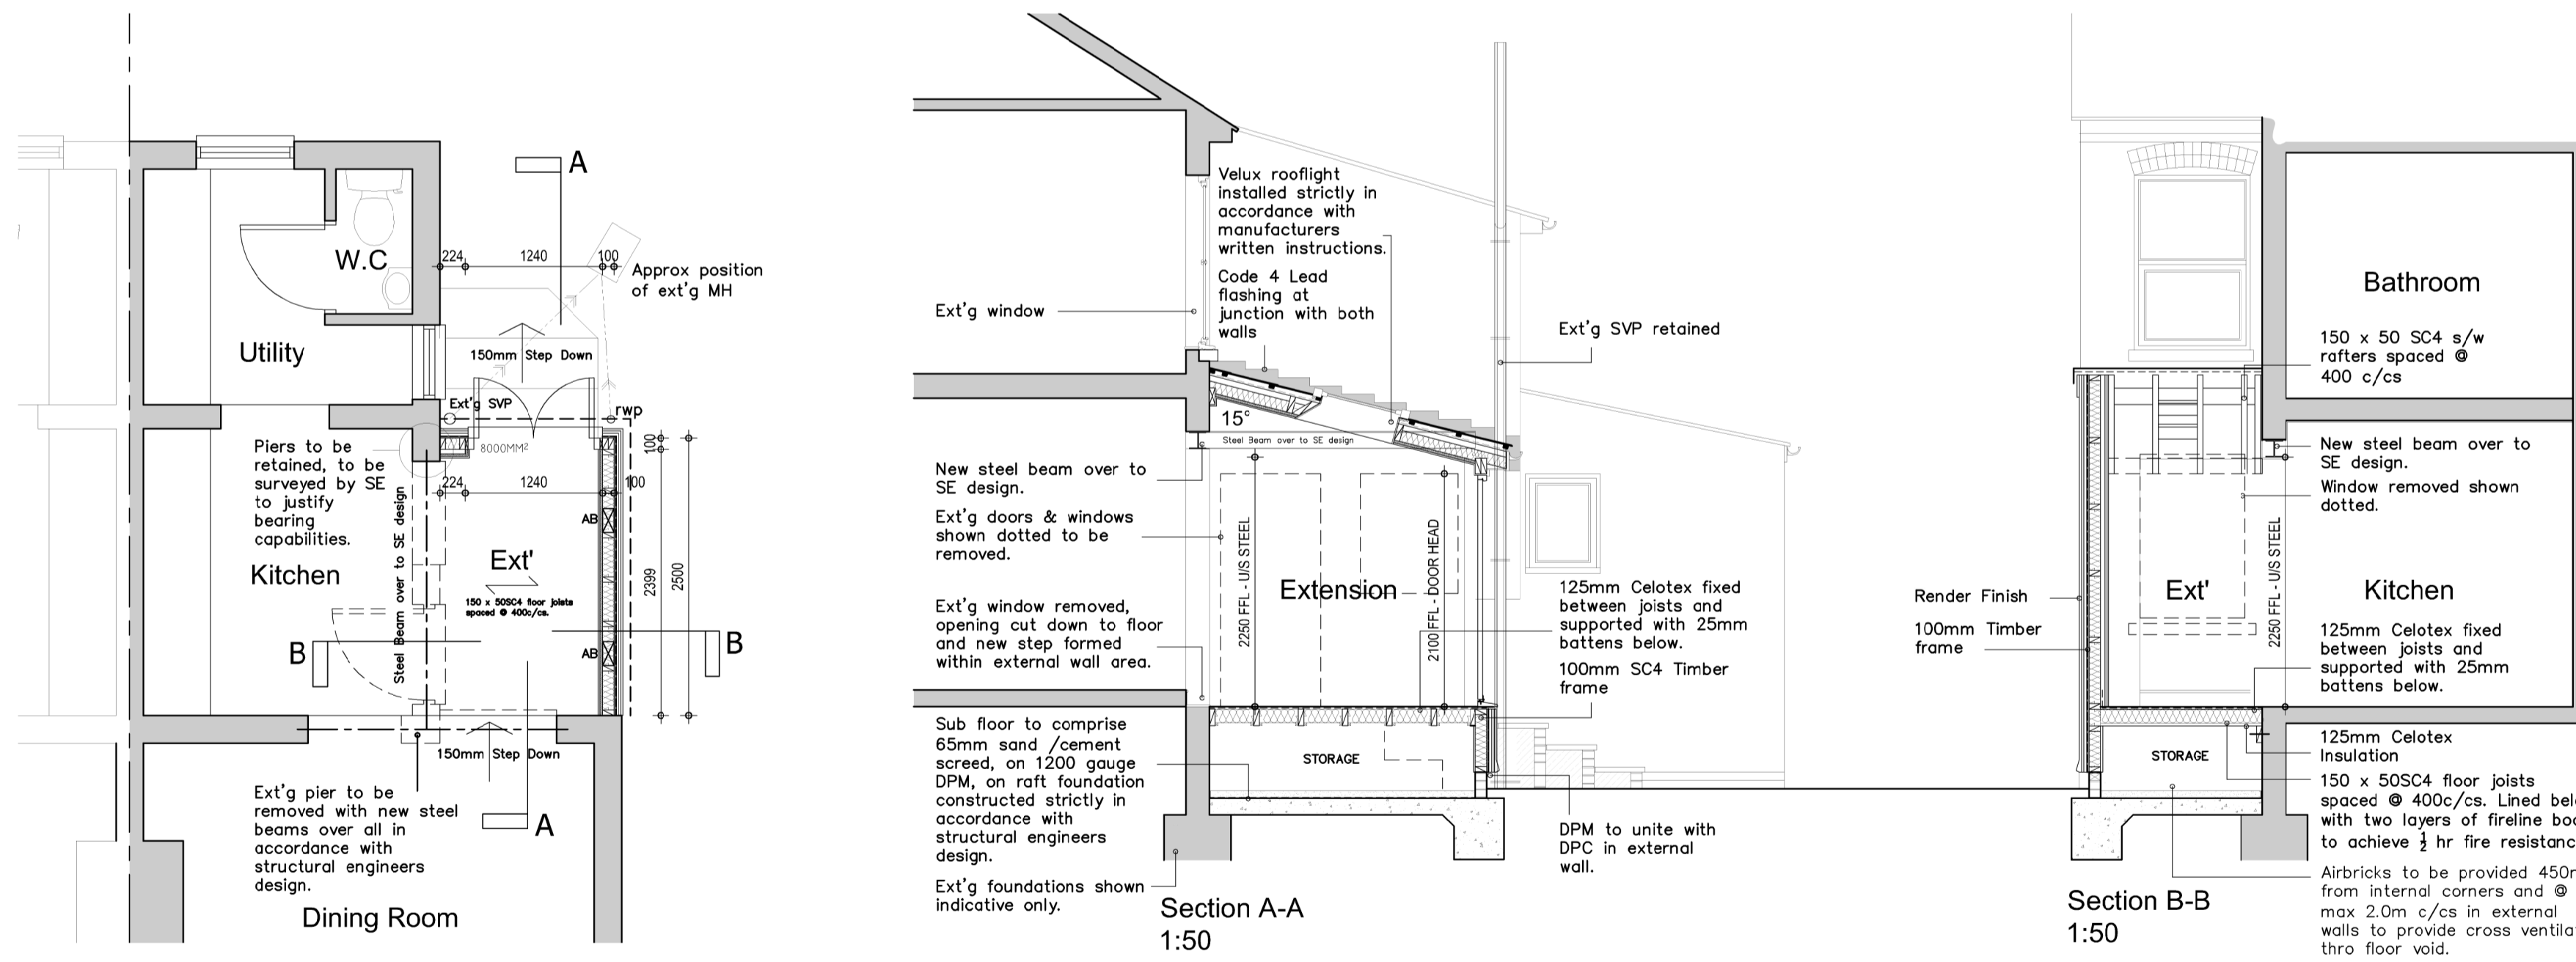 A
W.C
224
1240
100
Approx position
of ext'g MH
Utility
150mm Step Down
Ext'g SVP
rwp
Piers to be
retained, to be
surveyed by SE
to justify
bearing
capabilities.
8000MM²
100
224
1240
100
AB
Steel Beam over to SE design
Ext'
Kitchen
150 x 50SC4 floor joists
spaced @ 400c/cs.
2399
2500
B
B
AB
150mm Step Down
Ext'g pier to be
removed with new steel
beams over all in
accordance with
structural engineers
design.
A
Dining Room
Velux rooflight
installed strictly in
accordance with
manufacturers
written instructions.
Code 4 Lead
flashing at
junction with both
walls
Ext'g window
Ext'g SVP retained
15°
Steel Beam over to SE design
New steel beam over to
SE design.
Ext'g doors & windows
shown dotted to be
removed.
2250 FFL - U/S STEEL
2100 FFL - DOOR HEAD
Extension
Ext'g window removed,
opening cut down to floor
and new step formed
within external wall area.
125mm Celotex fixed
between joists and
supported with 25mm
battens below.
100mm SC4 Timber
frame
Sub floor to comprise
65mm sand /cement
screed, on 1200 gauge
DPM, on raft foundation
constructed strictly in
accordance with
structural engineers
design.
STORAGE
DPM to unite with
DPC in external
wall.
Ext'g foundations shown
indicative only.
Section A-A
1:50
Bathroom
150 x 50 SC4 s/w
rafters spaced @
400 c/cs
New steel beam over to
SE design.
Window removed shown
dotted.
2250 FFL - U/S STEEL
Render Finish
100mm Timber
frame
Ext'
Kitchen
125mm Celotex fixed
between joists and
supported with 25mm
battens below.
STORAGE
125mm Celotex
Insulation
150 x 50SC4 floor joists
spaced @ 400c/cs. Lined
with two layers of fireline
to achieve ½ hr fire
Airbricks to be provided
from internal corners and @
max 2.0m c/cs in external
walls to provide cross
thro floor void.
Section B-B
1:50